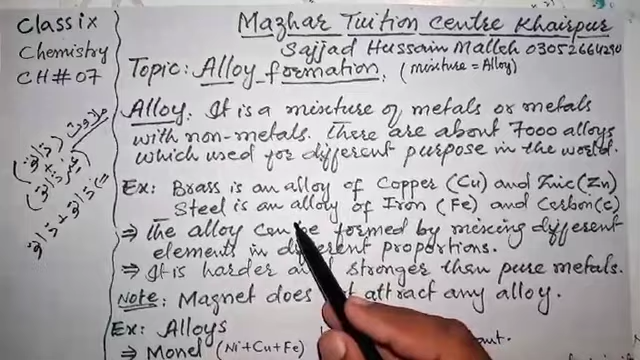 Class ix
Chemistry
CH # 07
Mazhar Tuition Centre Khairpur
Sajjad Hussain Malleh
Topic: Alloy formation. (mixture = Alloy)
Alloy. It is a mixture of metals or metals
with non-metals. There are about 7000 alloys
which used for different purpose in the world.
Ex: Brass is an alloy of Copper (Cu) and Zinc (Zn)
Steel is an alloy of Iron (Fe) and Carbon (C)
⇒ The alloy can be formed by mixing different
elements in different proportions.
⇒ It is harder and stronger than pure metals.
Note: Magnet does not attract any alloy.
Ex: Alloys
⇒ Monel (Ni+Cu+Fe)